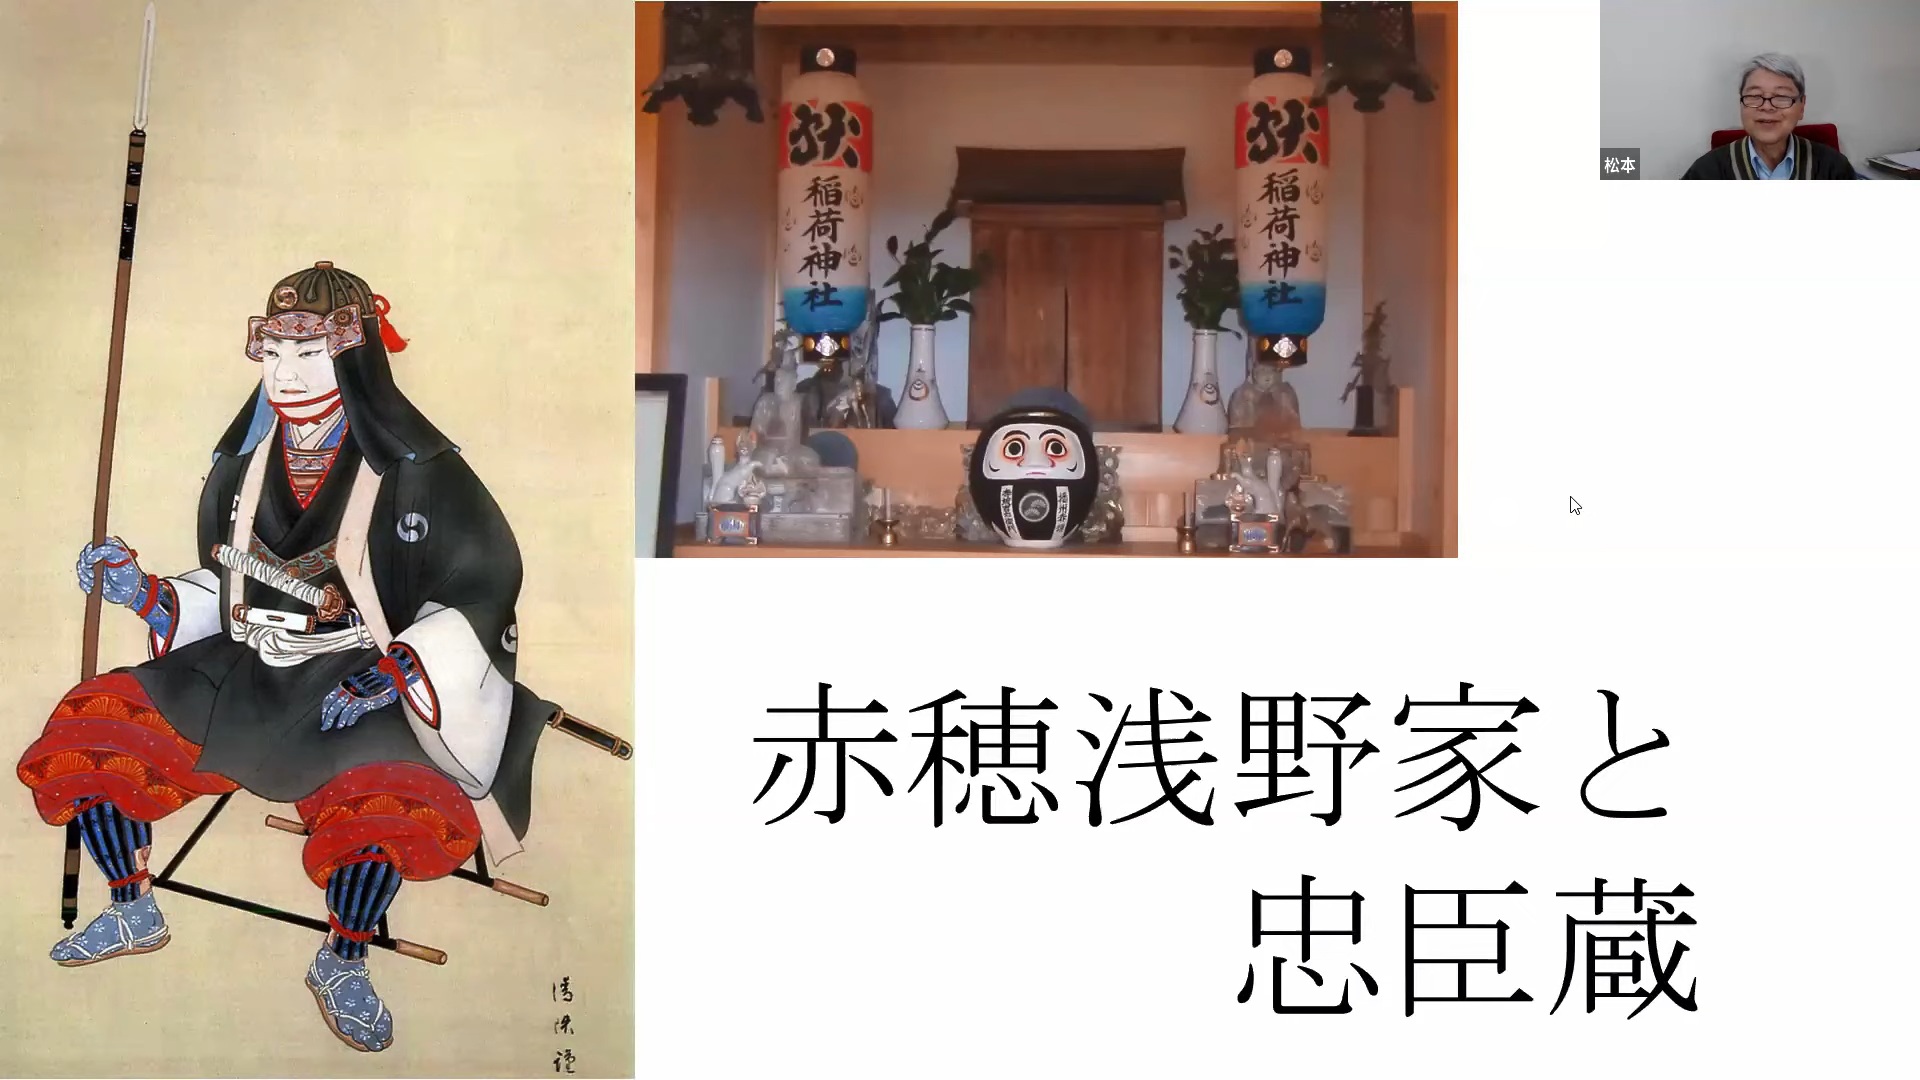 稲荷神社
稲荷神社
松本
赤穂浅野家と
忠臣蔵